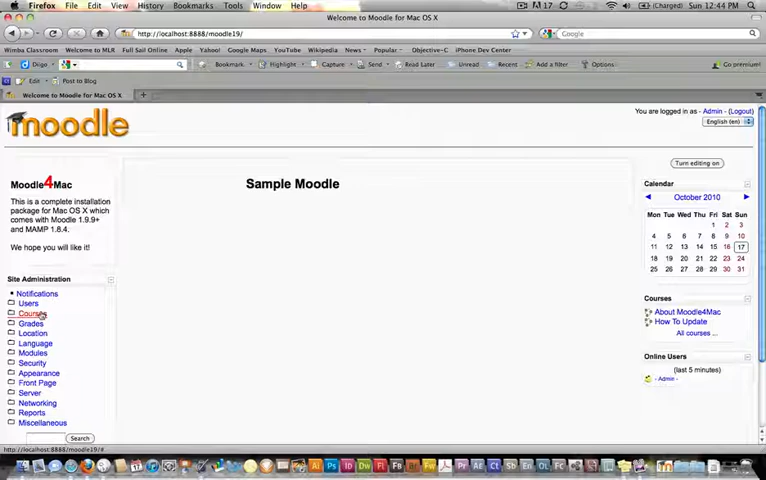 Firefox File Edit View History Bookmarks Tools Window Help
17 (Charged) Sun 12:44 PM
Welcome to Moodle for Mac OS X
http://localhost:8888/moodle19/
Google
Wimba Classroom Welcome to MLR Full Sail Online Apple Yahoo! Google Maps YouTube Wikipedia News Popular Objective-C iPhone Dev Center
Diigo Bookmark Highlight Capture Send Read Later Unread Recent Add a filter Options Go premium!
Edit Post to Blog
Welcome to Moodle for Mac OS X
You are logged in as - Admin - (Logout)
moodle
English (en)
Turn editing on
Moodle4Mac
Sample Moodle
This is a complete installation
package for Mac OS X which
comes with Moodle 1.9.9+
and MAMP 1.8.4.
We hope you will like it!
Site Administration
Notifications
Users
Courses
Grades
Location
Language
Modules
Security
Appearance
Front Page
Server
Networking
Reports
Miscellaneous
Search
Calendar
October 2010
Mon Tue Wed Thu Fri Sat Sun
1 2 3
4 5 6 7 8 9 10
11 12 13 14 15 16 17
18 19 20 21 22 23 24
25 26 27 28 29 30 31
Courses
About Moodle4Mac
How To Update
All courses ...
Online Users
(last 5 minutes)
- Admin -
http://localhost:8888/moodle19/#